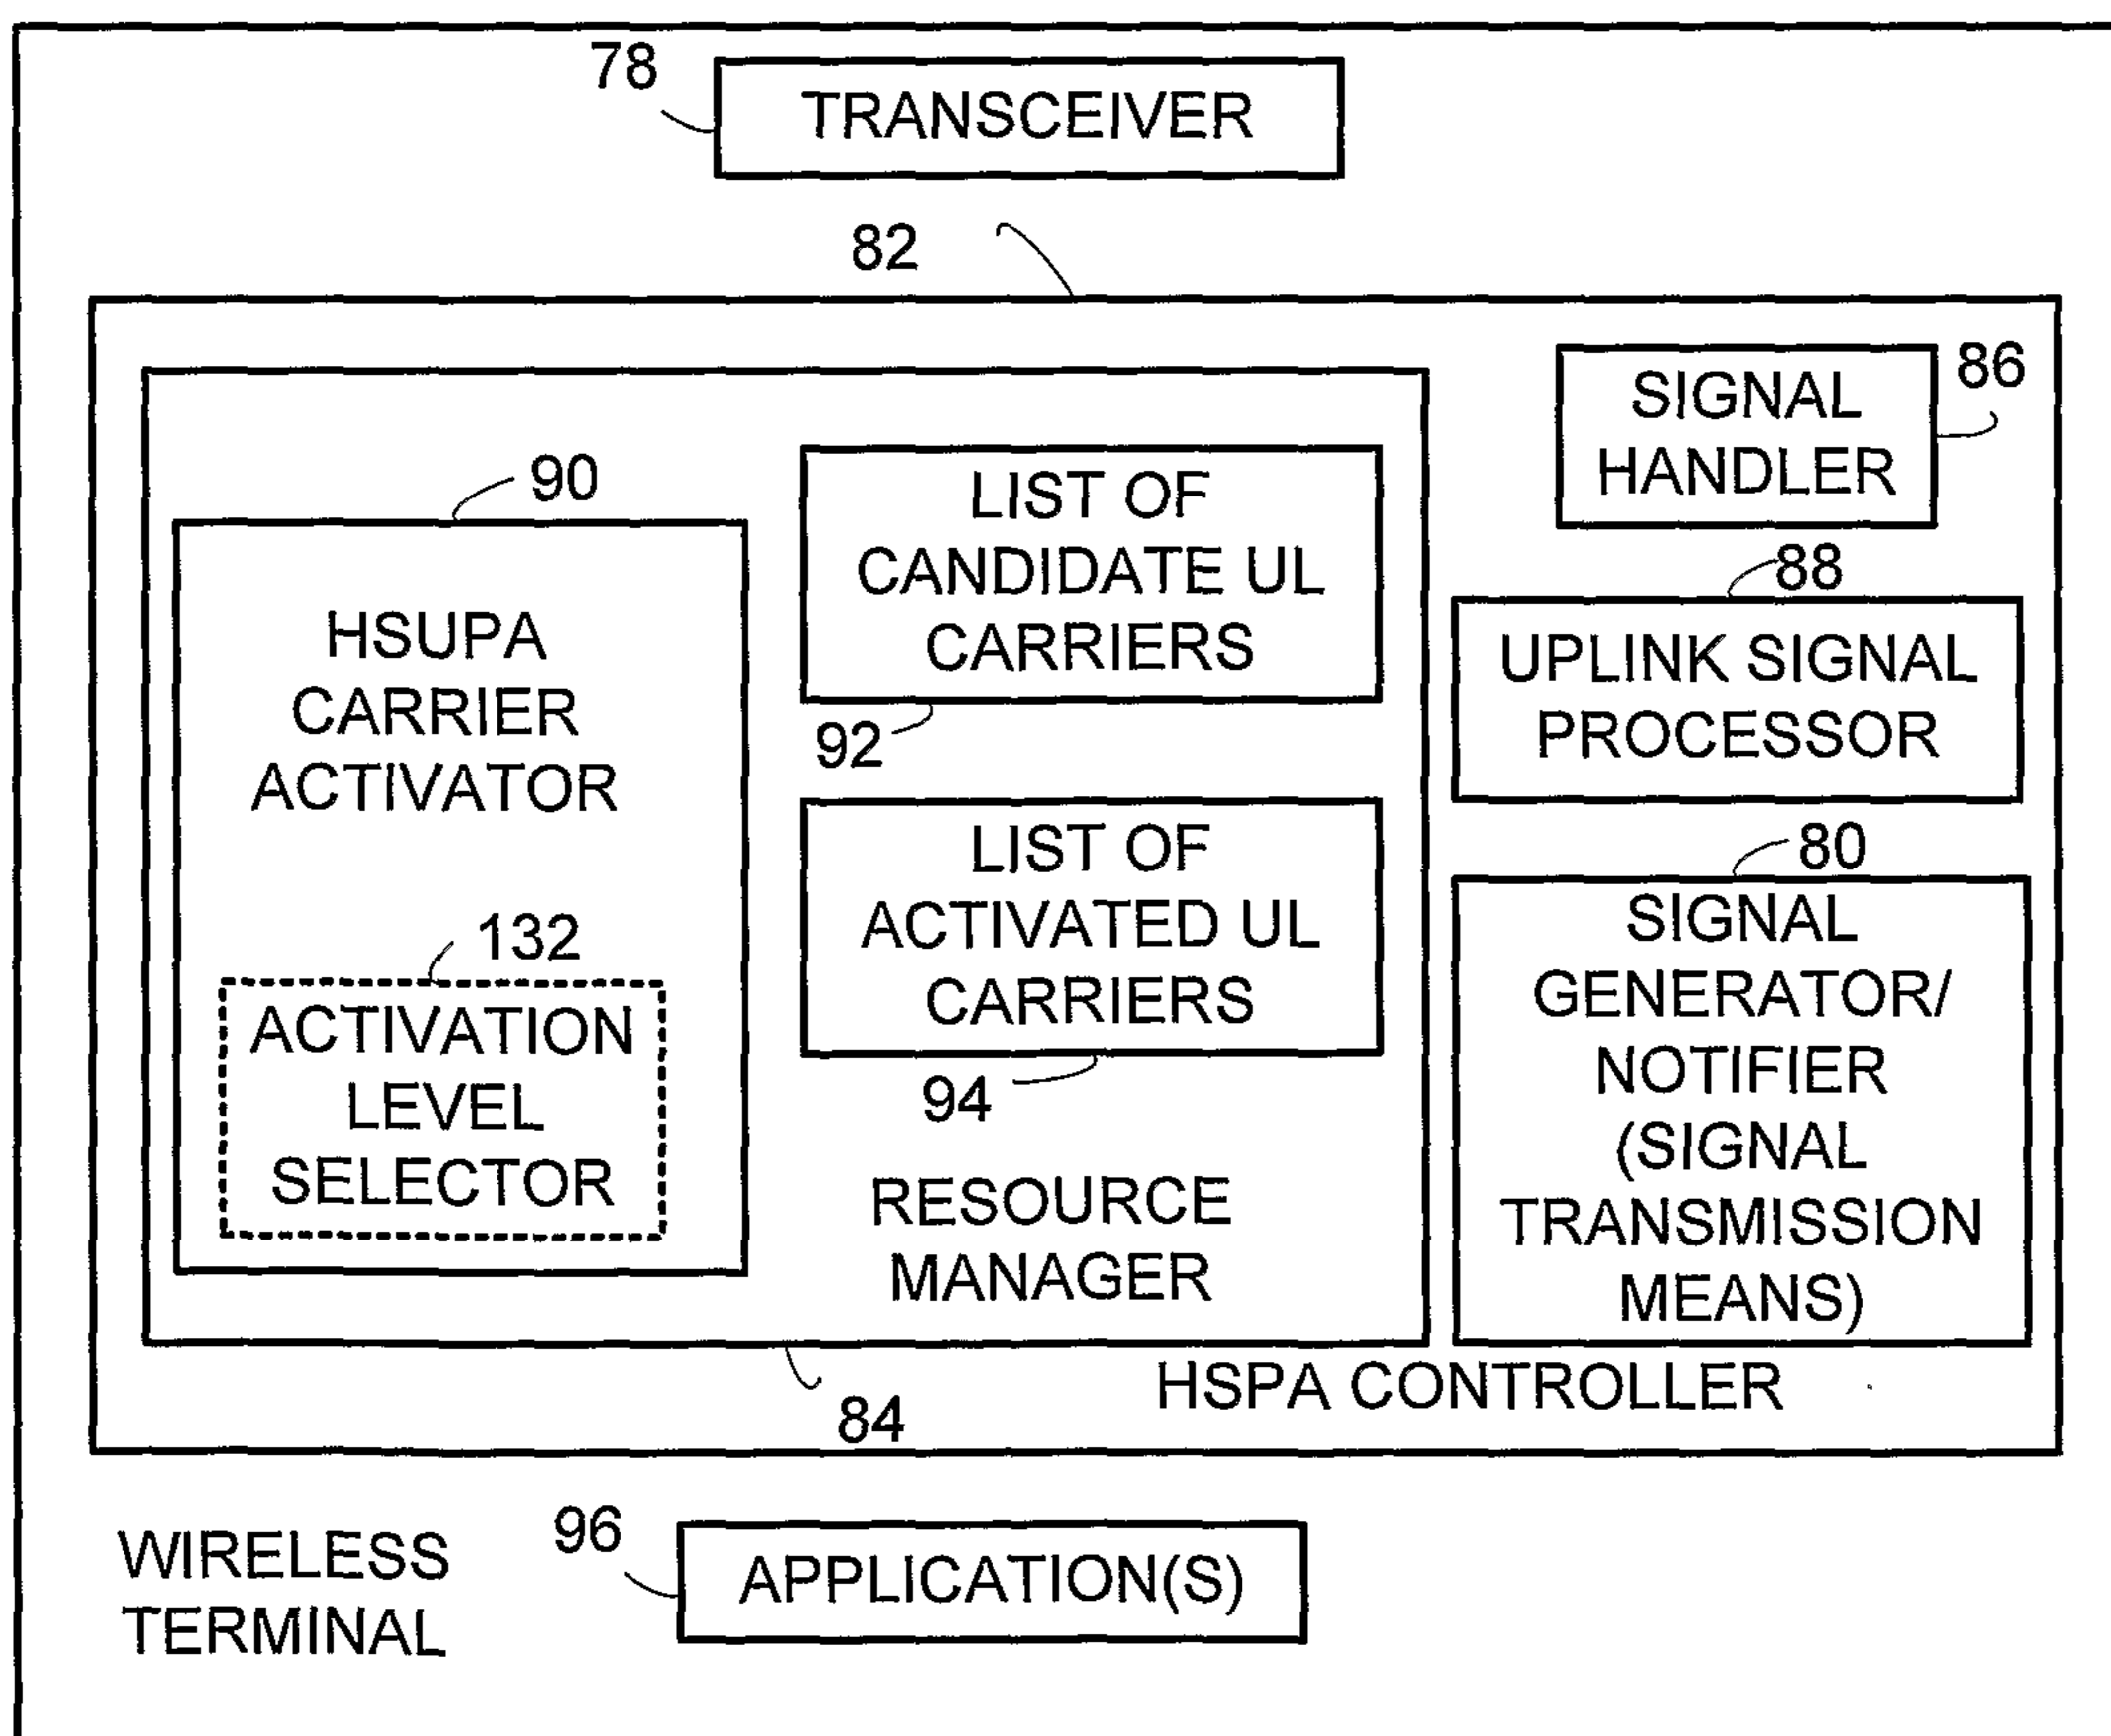 78
TRANSCEIVER
82
86
SIGNAL
HANDLER
90
LIST OF
CANDIDATE UL
CARRIERS
92
88
UPLINK SIGNAL
PROCESSOR
HSUPA
CARRIER
ACTIVATOR
LIST OF
ACTIVATED UL
CARRIERS
94
80
SIGNAL
GENERATOR/
NOTIFIER
(SIGNAL
TRANSMISSION
MEANS)
132
ACTIVATION
LEVEL
SELECTOR
RESOURCE
MANAGER
84
HSPA CONTROLLER
WIRELESS
TERMINAL
96
APPLICATION(S)